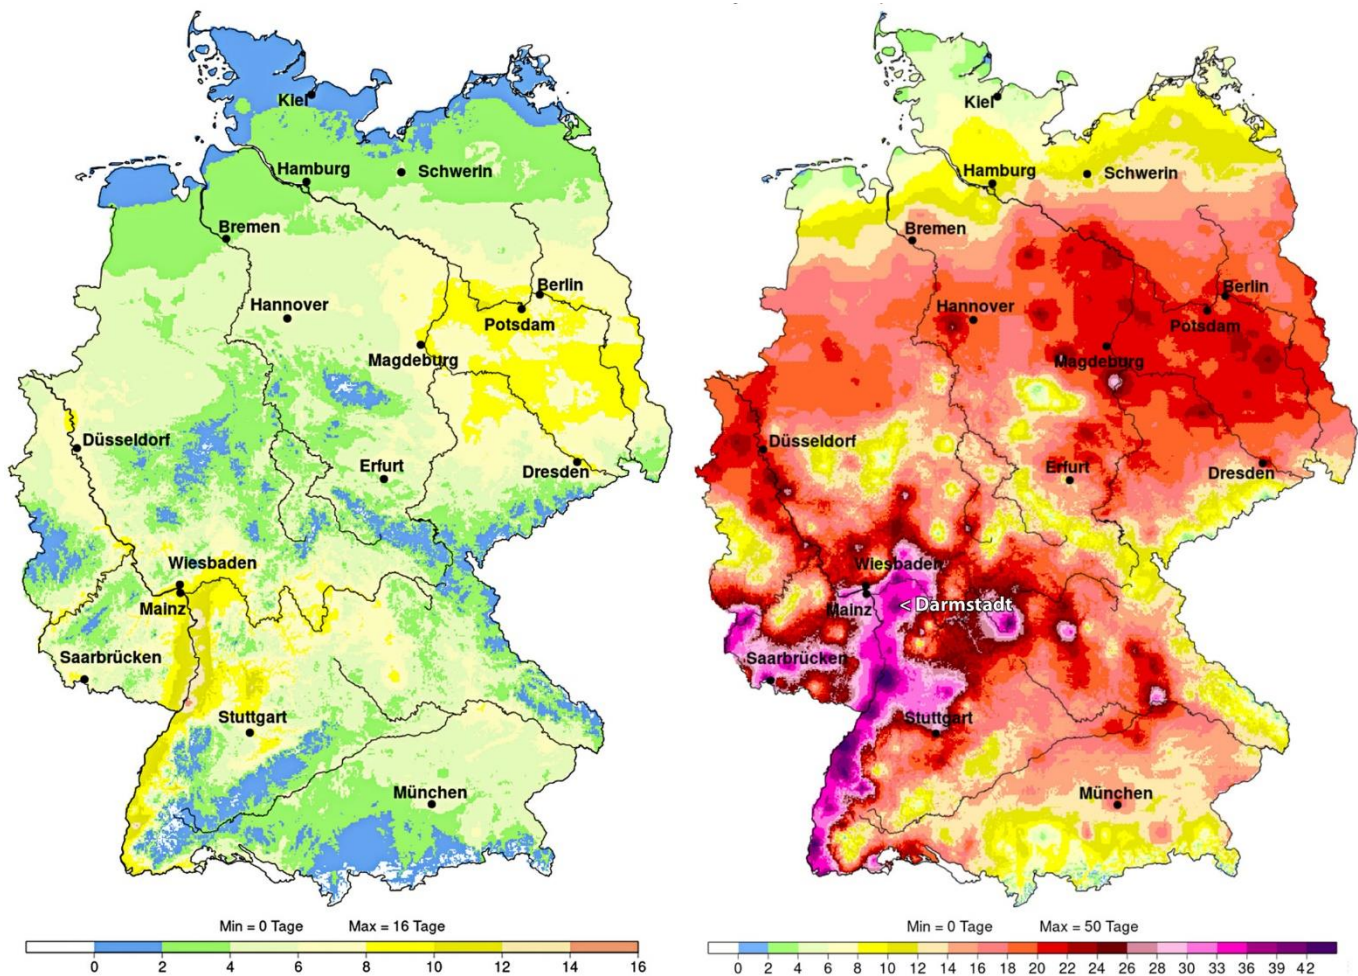 Kiel
Hamburg
Schwerin
Bremen
Berlin
Hannover
Potsdam
Magdeburg
Düsseldorf
Erfurt
Dresden
Wiesbaden
Mainz
Saarbrücken
Stuttgart
München
Min = 0 Tage Max = 16 Tage
0 2 4 6 8 10 12 14 16
Kiel
Hamburg
Schwerin
Bremen
Berlin
Hannover
Potsdam
Magdeburg
Düsseldorf
Erfurt
Dresden
Wiesbaden
Mainz < Darmstadt
Saarbrücken
Stuttgart
München
Min = 0 Tage Max = 50 Tage
0 2 4 6 8 10 12 14 16 18 20 22 24 26 28 30 33 36 39 42